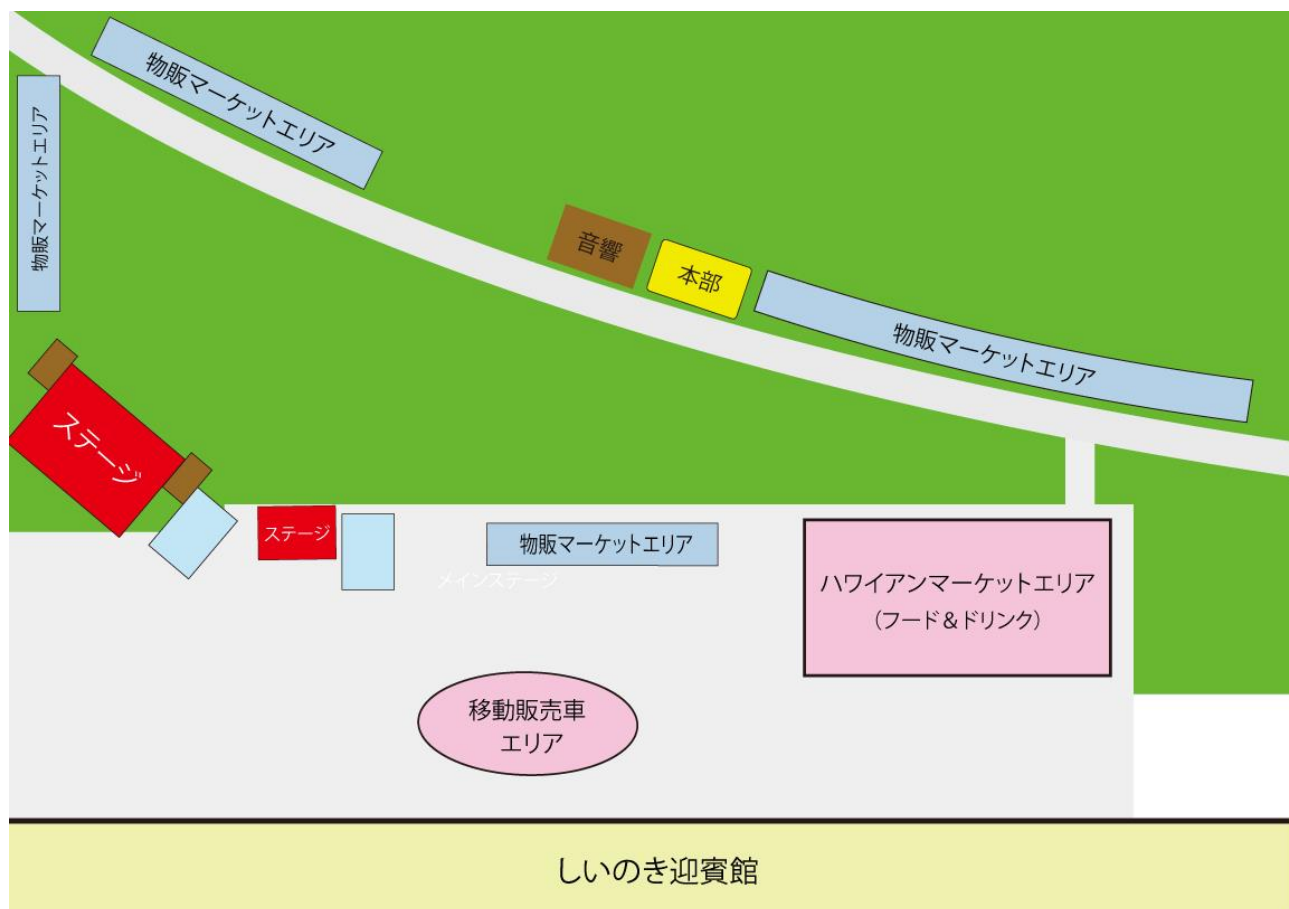 物販マーケットエリア
物販マーケットエリア
音響
本部
物販マーケットエリア
ステージ
ステージ
物販マーケットエリア
メインステージ
ハワイアンマーケットエリア
（フード＆ドリンク）
移動販売車
エリア
しいのき迎賓館